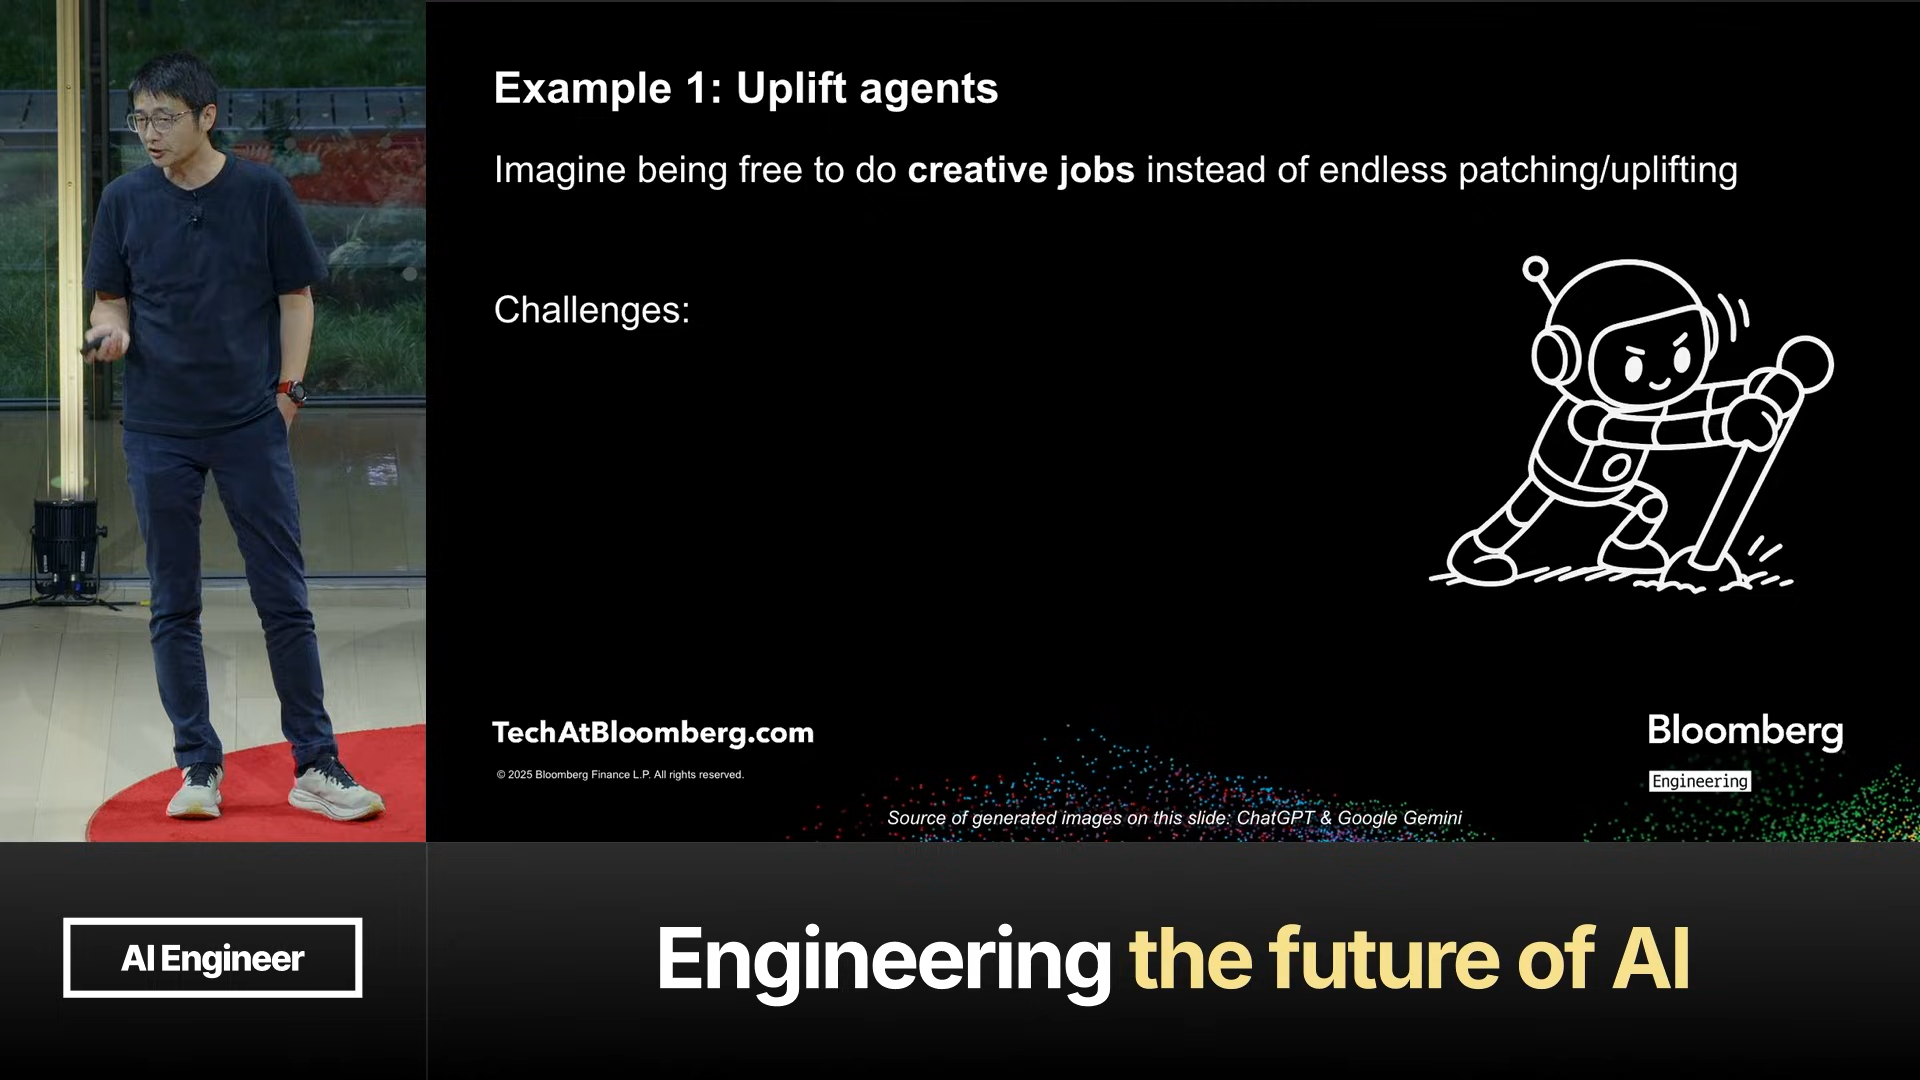 Example 1: Uplift agents
Imagine being free to do creative jobs instead of endless patching/uplifting
Challenges:
TechAtBloomberg.com
© 2025 Bloomberg Finance L.P. All rights reserved.
Bloomberg
Engineering
Source of generated images on this slide: ChatGPT & Google Gemini
AI Engineer
Engineering the future of AI